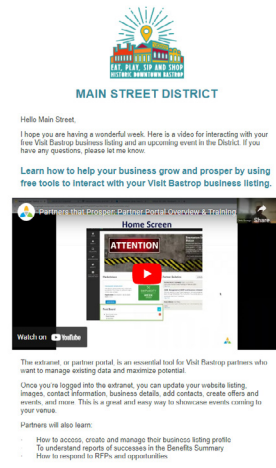 EAT, PLAY, SIP AND SHOP
HISTORIC DOWNTOWN BASTROP
MAIN STREET DISTRICT
Hello Main Street,
I hope you are having a wonderful week. Here is a video for interacting with your
free Visit Bastrop business listing and an upcoming event in the District. If you
have any questions, please let me know.
Learn how to help your business grow and prosper by using
free tools to interact with your Visit Bastrop business listing.
Partners that Prosper: Partner Portal Overview & Training
Share
Home Screen
ATTENTION
Watch on YouTube
The extranet, or partner portal, is an essential tool for Visit Bastrop partners who
want to manage existing data and maximize potential.
Once you're logged into the extranet, you can update your website listing,
images, contact information, business details, add contacts, create offers and
events, and more. This is a great and easy way to showcase events coming to
your venue.
Partners will also learn:
· How to access, create and manage their business listing profile
· To understand reports of successes in the Benefits Summary
· How to respond to RFPs and opportunities